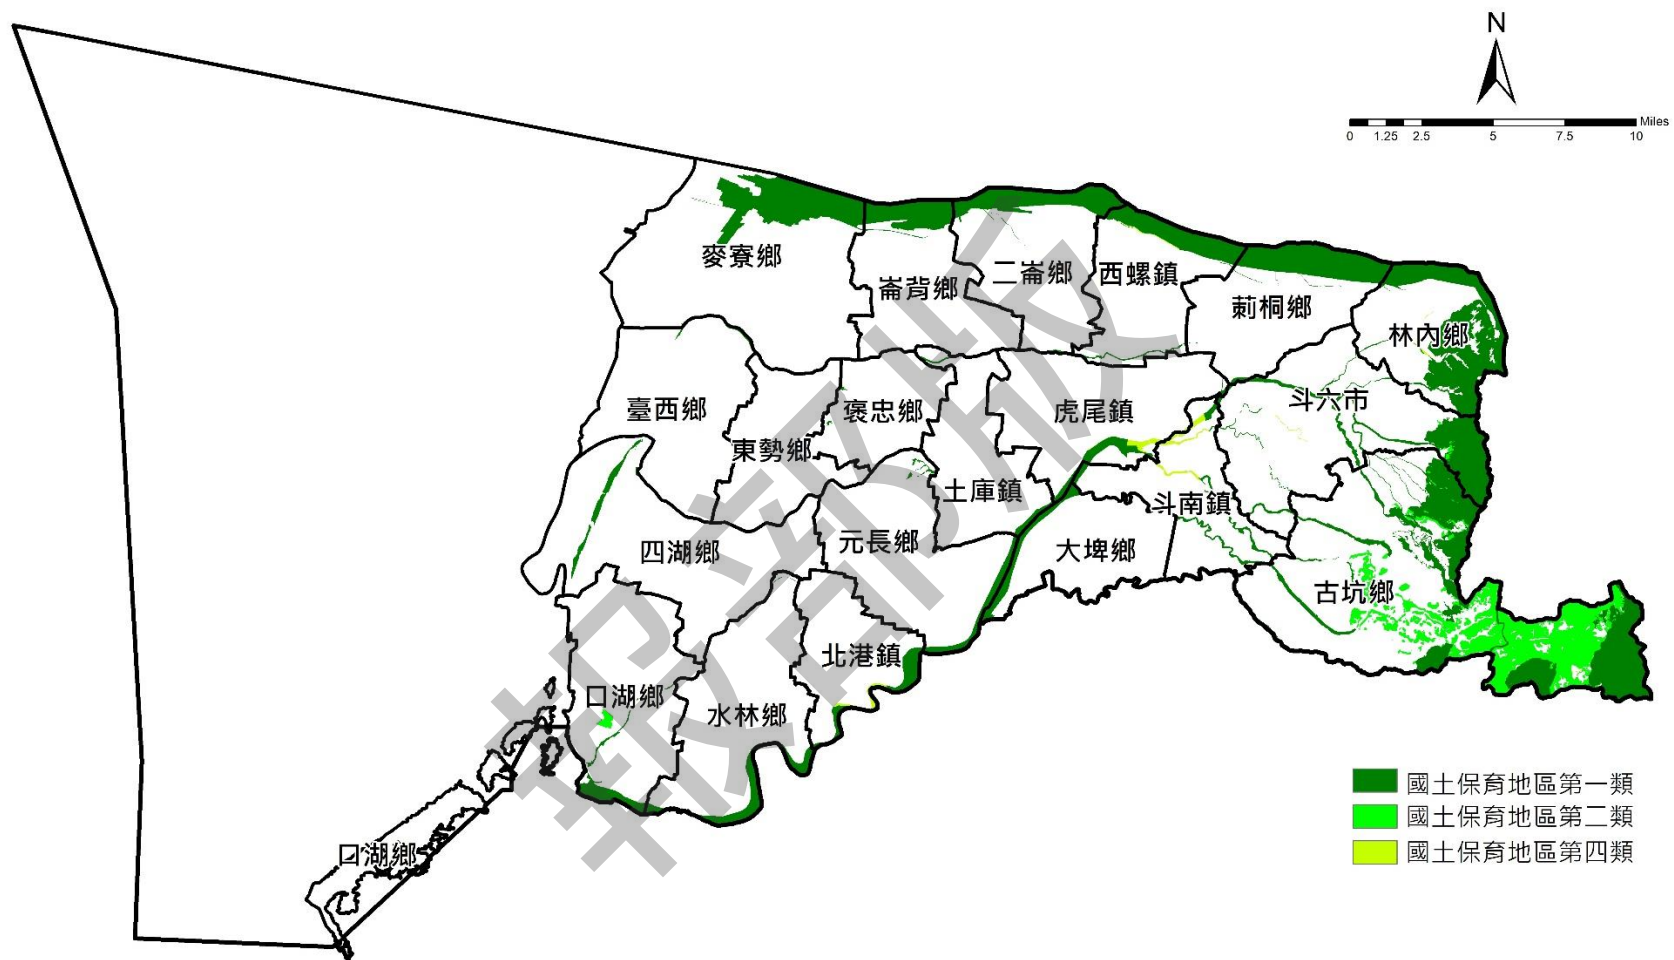 N
Miles
0 1.25 2.5 5 7.5 10
麥寮鄉
崙背鄉
二崙鄉
西螺鎮
莿桐鄉
林內鄉
臺西鄉
東勢鄉
褒忠鄉
虎尾鎮
斗六市
土庫鎮
斗南鎮
四湖鄉
元長鄉
大埤鄉
古坑鄉
北港鎮
口湖鄉
水林鄉
口湖鄉
國土保育地區第一類
國土保育地區第二類
國土保育地區第四類
報部版